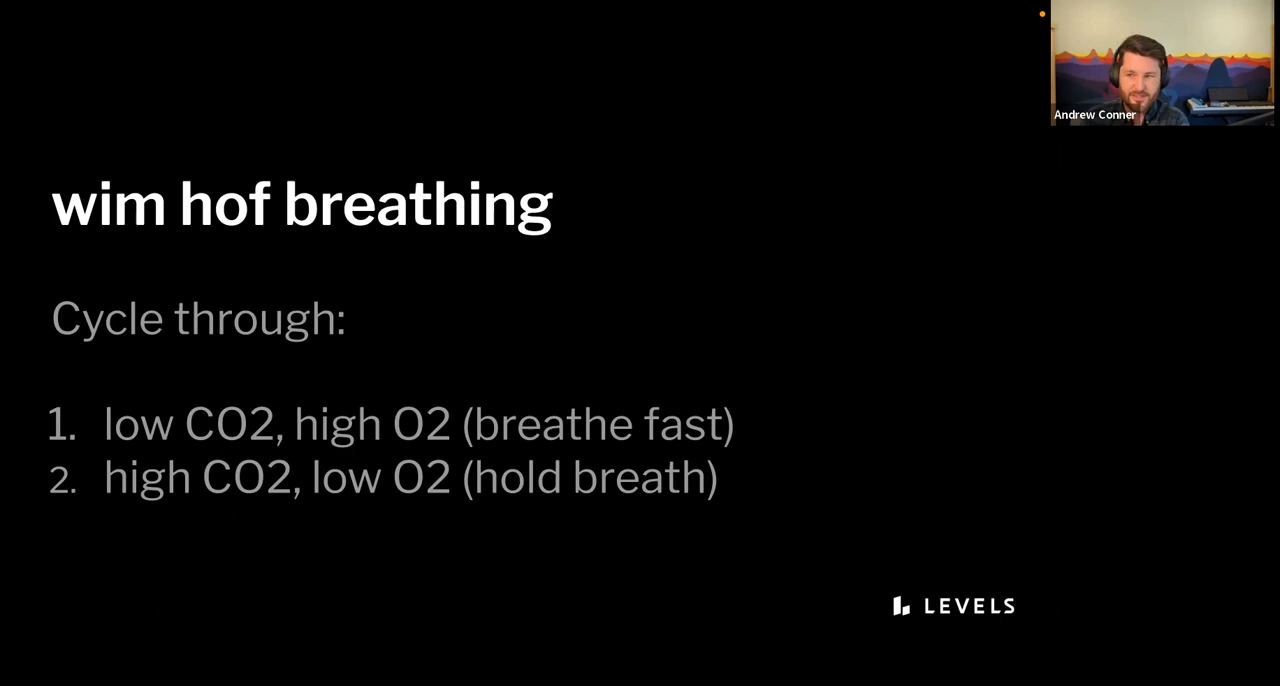 Andrew Conner
wim hof breathing
Cycle through:
1. low CO2, high O2 (breathe fast)
2. high CO2, low O2 (hold breath)
LEVELS